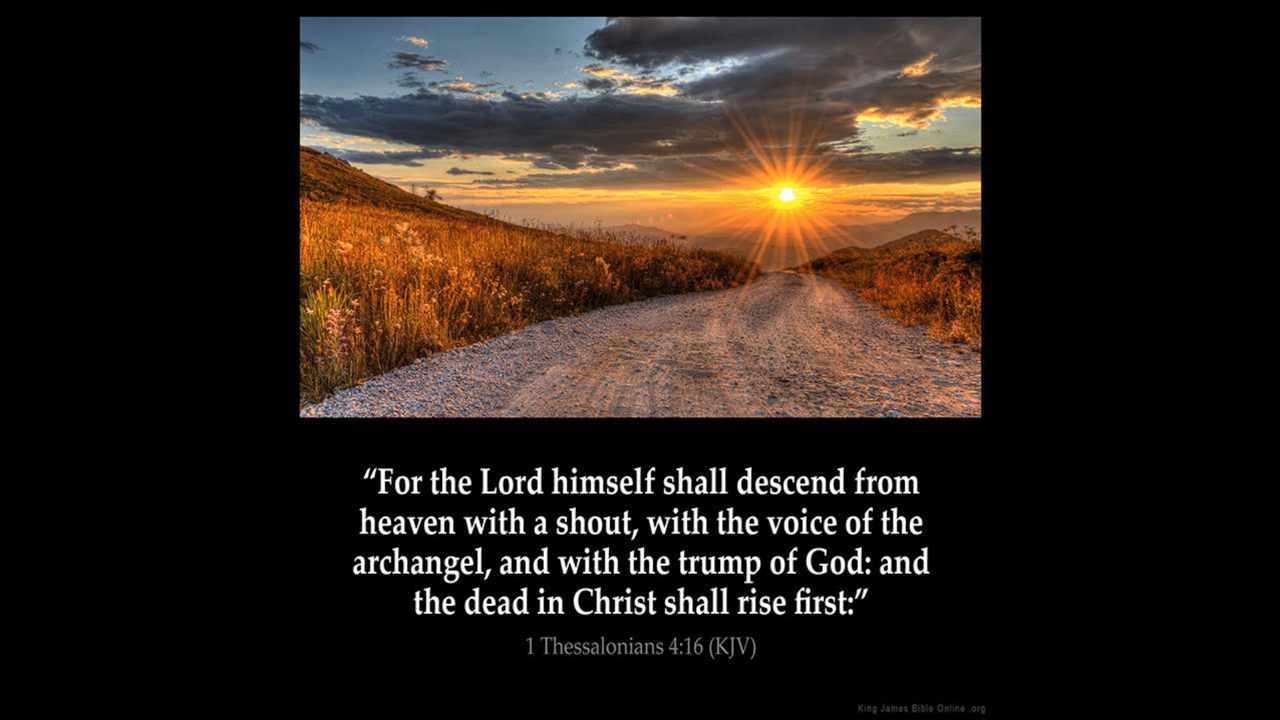 “For the Lord himself shall descend from
heaven with a shout, with the voice of the
archangel, and with the trump of God: and
the dead in Christ shall rise first:”
1 Thessalonians 4:16 (KJV)
King James Bible Online .org